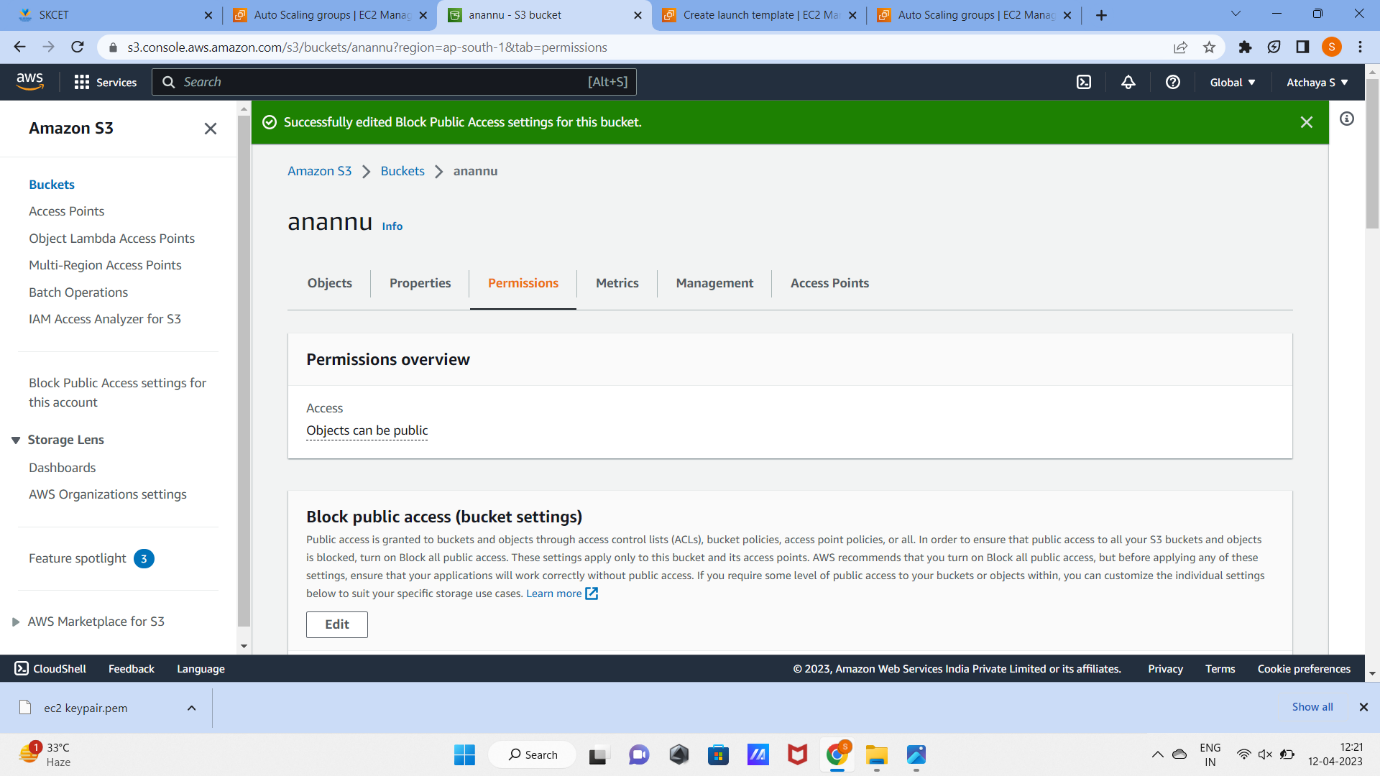 SKCET
Auto Scaling groups | EC2 Manag
anannu - S3 bucket
Create launch template | EC2 Ma
Auto Scaling groups | EC2 Manag
s3.console.aws.amazon.com/s3/buckets/anannu?region=ap-south-1&tab=permissions
S
aws
Services
Search
[Alt+S]
Global
Atchaya S
Amazon S3
Buckets
Access Points
Object Lambda Access Points
Multi-Region Access Points
Batch Operations
IAM Access Analyzer for S3
Block Public Access settings for
this account
Storage Lens
Dashboards
AWS Organizations settings
Feature spotlight 3
AWS Marketplace for S3
Successfully edited Block Public Access settings for this bucket.
Amazon S3 > Buckets > anannu
anannu Info
Objects
Properties
Permissions
Metrics
Management
Access Points
Permissions overview
Access
Objects can be public
Block public access (bucket settings)
Public access is granted to buckets and objects through access control lists (ACLs), bucket policies, access point policies, or all. In order to ensure that public access to all your S3 buckets and objects
is blocked, turn on Block all public access. These settings apply only to this bucket and its access points. AWS recommends that you turn on Block all public access, but before applying any of these
settings, ensure that your applications will work correctly without public access. If you require some level of public access to your buckets or objects within, you can customize the individual settings
below to suit your specific storage use cases. Learn more
Edit
CloudShell
Feedback
Language
© 2023, Amazon Web Services India Private Limited or its affiliates.
Privacy
Terms
Cookie preferences
ec2 keypair.pem
Show all
1
33°C
Haze
Search
S
ENG
IN
12:21
12-04-2023